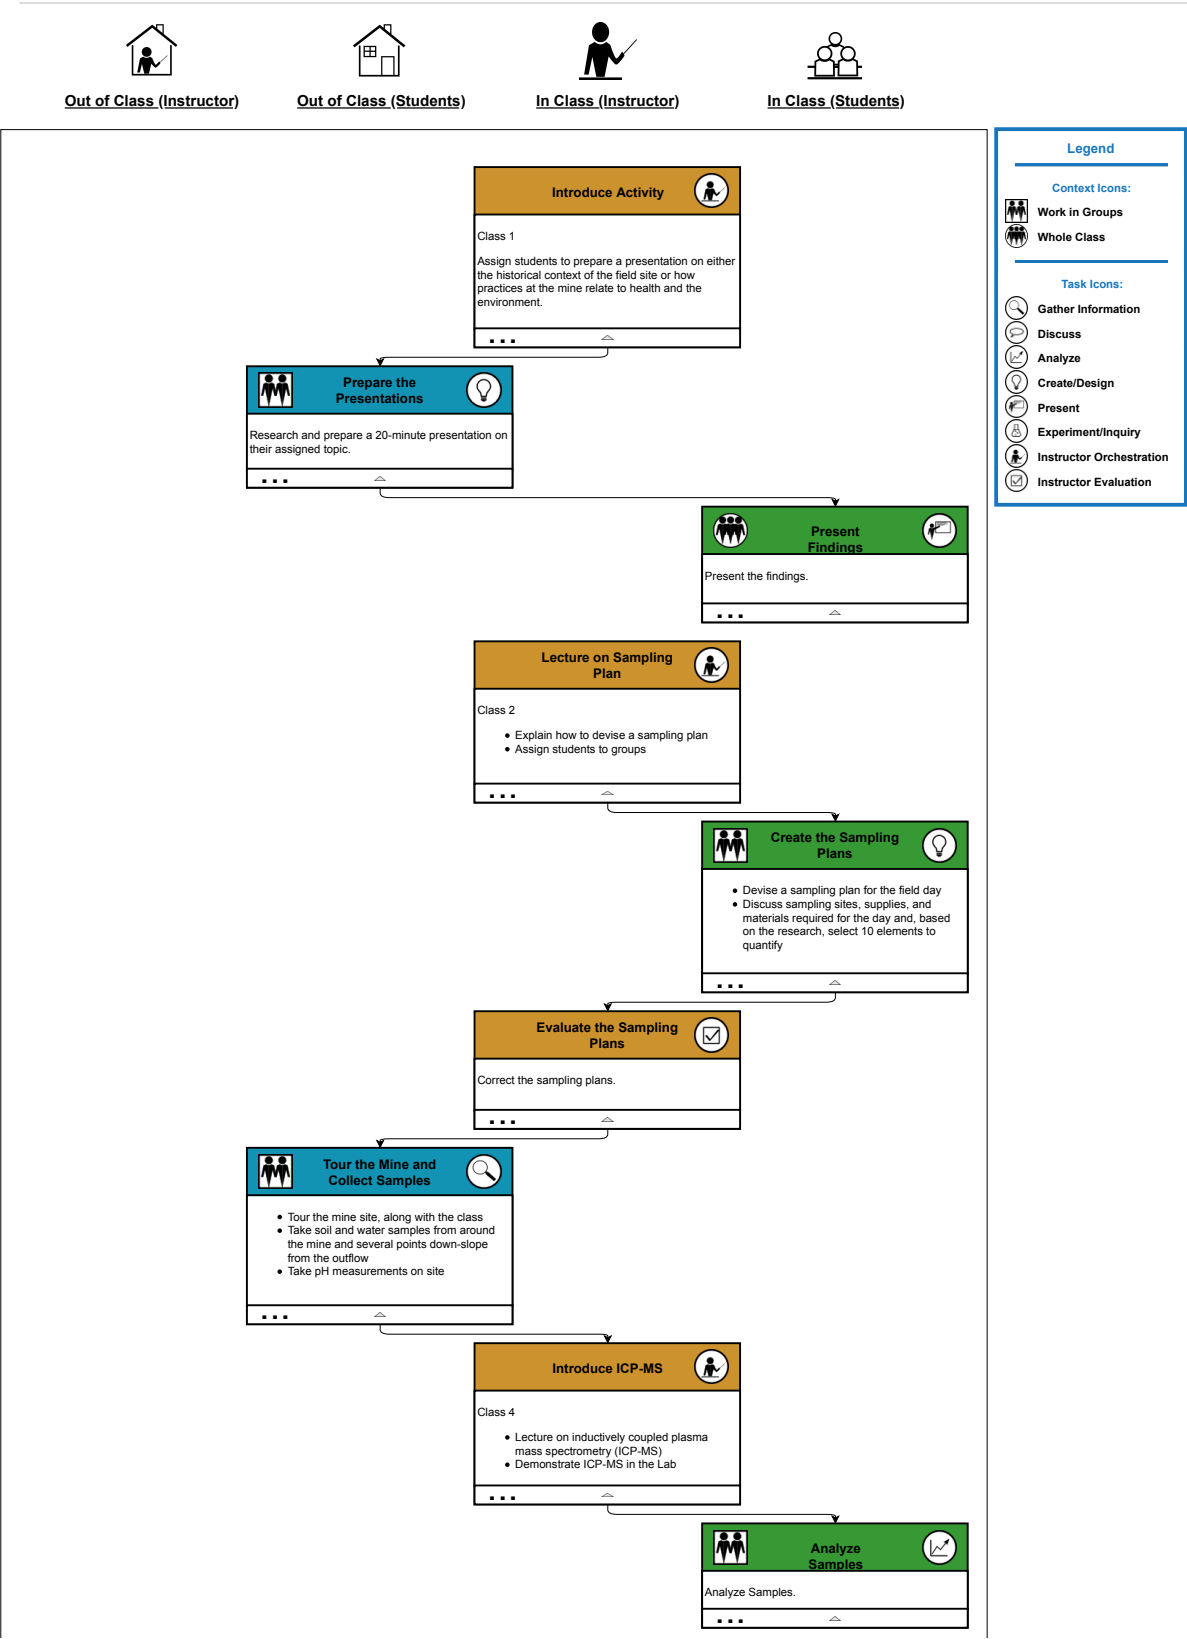 Out of Class (Instructor)
Out of Class (Students)
In Class (Instructor)
In Class (Students)
Legend
Context Icons:
Work in Groups
Whole Class
Task Icons:
Gather Information
Discuss
Analyze
Create/Design
Present
Experiment/Inquiry
Instructor Orchestration
Instructor Evaluation
Introduce Activity
Class 1
Assign students to prepare a presentation on either
the historical context of the field site or how
practices at the mine relate to health and the
environment.
Prepare the
Presentations
Research and prepare a 20-minute presentation on
their assigned topic.
Present
Findings
Present the findings.
Lecture on Sampling
Plan
Class 2
• Explain how to devise a sampling plan
• Assign students to groups
Create the Sampling
Plans
• Devise a sampling plan for the field day
• Discuss sampling sites, supplies, and
materials required for the day and, based
on the research, select 10 elements to
quantify
Evaluate the Sampling
Plans
Correct the sampling plans.
Tour the Mine and
Collect Samples
• Tour the mine site, along with the class
• Take soil and water samples from around
the mine and several points down-slope
from the outflow
• Take pH measurements on site
Introduce ICP-MS
Class 4
• Lecture on inductively coupled plasma
mass spectrometry (ICP-MS)
• Demonstrate ICP-MS in the Lab
Analyze
Samples
Analyze Samples.